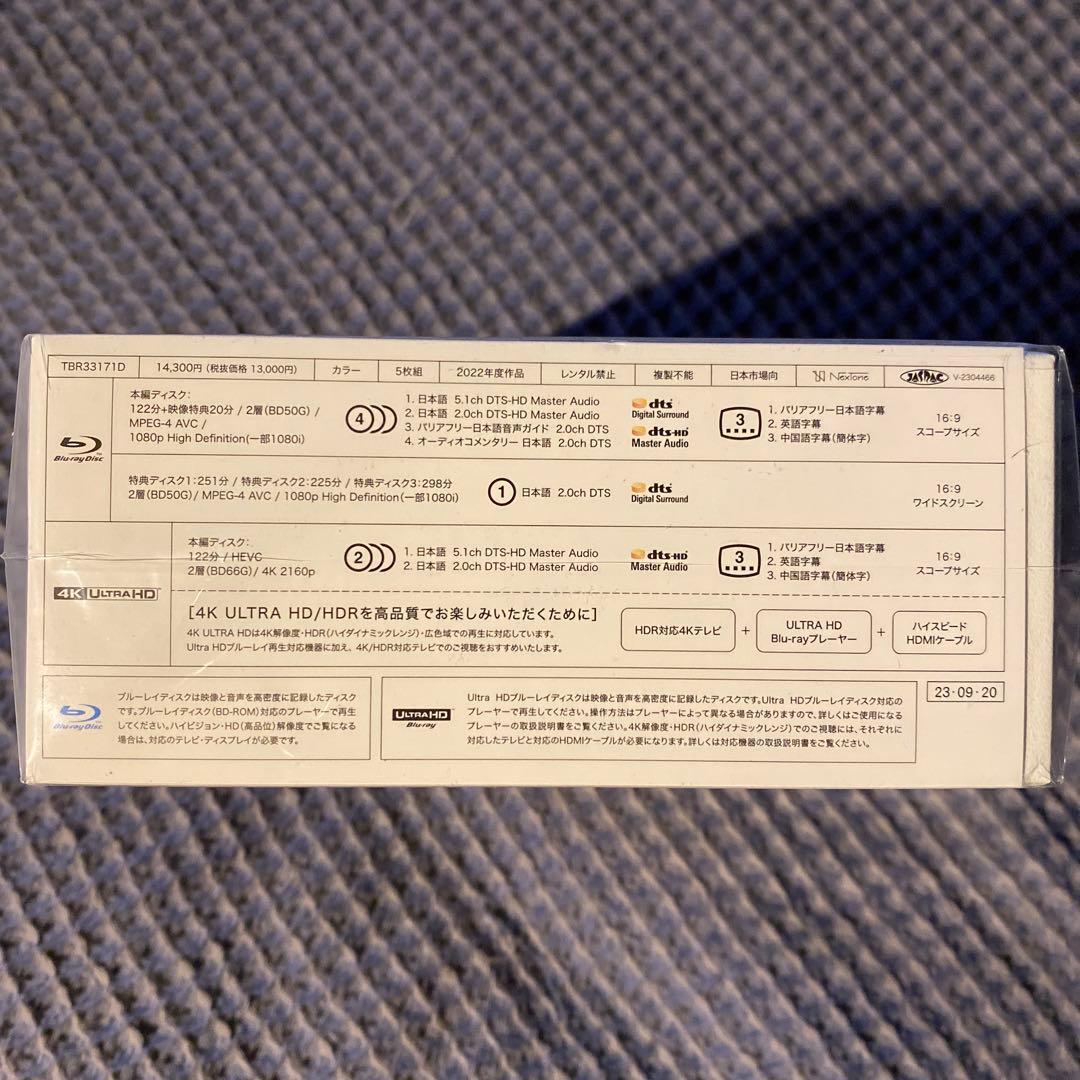 TBR33171D 14,300円(税抜価格 13,000円) カラー 5枚組 2022年度作品 レンタル禁止 複製不能 日本市場向 NexTone JASRAC V-2304466
Blu-ray Disc
本編ディスク:
122分+映像特典20分 / 2層(BD50G) /
MPEG-4 AVC /
1080p High Definition(一部1080i)
4
1. 日本語 5.1ch DTS-HD Master Audio
2. 日本語 2.0ch DTS-HD Master Audio
3. バリアフリー日本語音声ガイド 2.0ch DTS
4. オーディオコメンタリー 日本語 2.0ch DTS
dts
Digital Surround
dts-HD
Master Audio
3
1. バリアフリー日本語字幕
2. 英語字幕
3. 中国語字幕(簡体字)
16:9
スコープサイズ
特典ディスク1:251分 / 特典ディスク2:225分 / 特典ディスク3:298分
2層(BD50G)/ MPEG-4 AVC / 1080p High Definition(一部1080i)
1 日本語 2.0ch DTS
dts
Digital Surround
16:9
ワイドスクリーン
4K ULTRA HD
本編ディスク:
122分 / HEVC
2層(BD66G)/ 4K 2160p
2
1. 日本語 5.1ch DTS-HD Master Audio
2. 日本語 2.0ch DTS-HD Master Audio
dts-HD
Master Audio
3
1. バリアフリー日本語字幕
2. 英語字幕
3. 中国語字幕(簡体字)
16:9
スコープサイズ
[4K ULTRA HD/HDRを高品質でお楽しみいただくために]
4K ULTRA HDは4K解像度・HDR(ハイダイナミックレンジ)・広色域での再生に対応しています。
Ultra HDブルーレイ再生対応機器に加え、4K/HDR対応テレビでのご視聴をおすすめいたします。
HDR対応4Kテレビ + ULTRA HD Blu-rayプレーヤー + ハイスピード HDMIケーブル
Blu-ray Disc
ブルーレイディスクは映像と音声を高密度に記録したディスク
です。ブルーレイディスク(BD-ROM)対応のプレーヤーで再生
してください。ハイビジョン・HD(高品位)解像度でご覧になる
場合は、対応のテレビ・ディスプレイが必要です。
ULTRA HD
Blu-ray
Ultra HDブルーレイディスクは映像と音声を高密度に記録したディスクです。Ultra HDブルーレイディスク対応の
プレーヤーで再生してください。操作方法はプレーヤーによって異なる場合がありますので、詳しくはご使用になる
プレーヤーの取扱説明書をご覧ください。4K解像度・HDR(ハイダイナミックレンジ)でのご視聴には、それぞれに
対応したテレビと対応のHDMIケーブルが必要になります。詳しくは対応機器の取扱説明書をご覧ください。
23・09・20